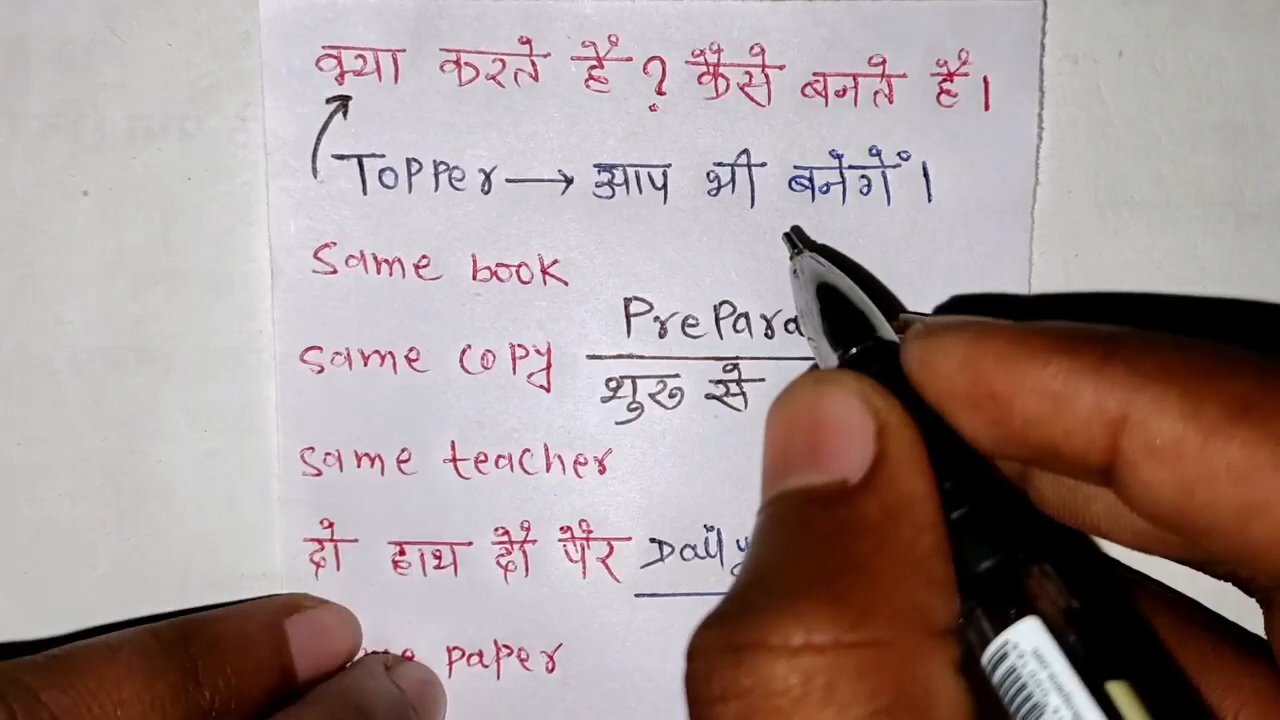 क्या करते हैं? कैसे बनते हैं।
Topper → आप भी बनेगें।
Same book
Prepara
same copy
शुरू से
same teacher
दो हाथ दो पैर Daily
paper